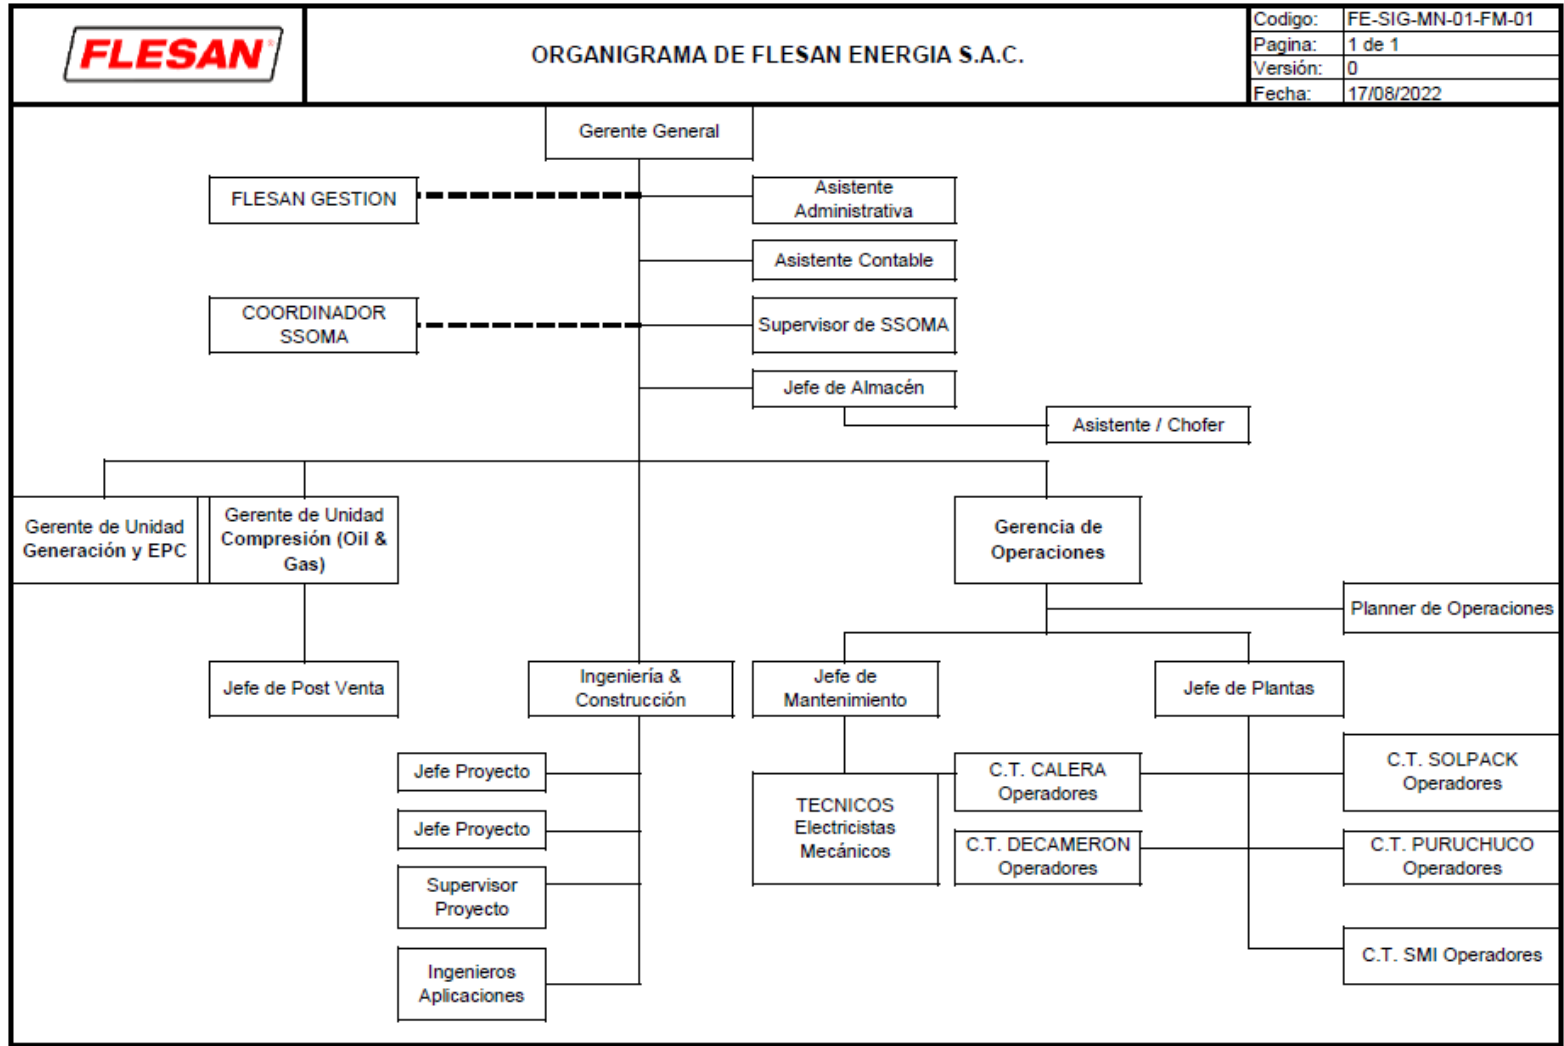 FLESAN
ORGANIGRAMA DE FLESAN ENERGIA S.A.C.
Codigo: FE-SIG-MN-01-FM-01
Pagina: 1 de 1
Versión: 0
Fecha: 17/08/2022
Gerente General
FLESAN GESTION
Asistente
Administrativa
Asistente Contable
COORDINADOR
SSOMA
Supervisor de SSOMA
Jefe de Almacén
Asistente / Chofer
Gerente de Unidad
Generación y EPC
Gerente de Unidad
Compresión (Oil &
Gas)
Gerencia de
Operaciones
Planner de Operaciones
Jefe de Post Venta
Ingeniería &
Construcción
Jefe de
Mantenimiento
Jefe de Plantas
Jefe Proyecto
Jefe Proyecto
Supervisor
Proyecto
Ingenieros
Aplicaciones
TECNICOS
Electricistas
Mecánicos
C.T. CALERA
Operadores
C.T. DECAMERON
Operadores
C.T. SOLPACK
Operadores
C.T. PURUCHUCO
Operadores
C.T. SMI Operadores